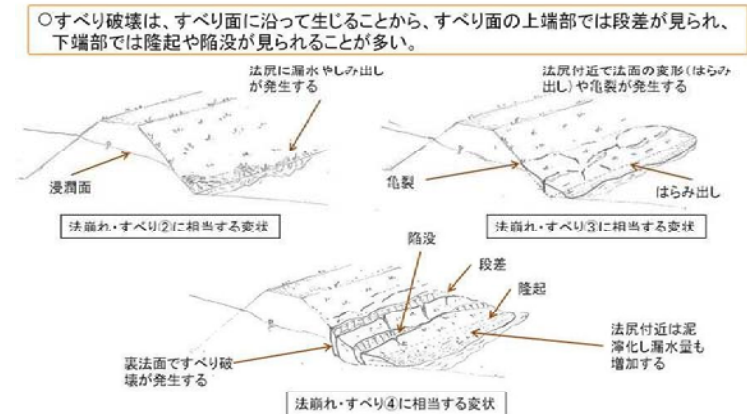 ○すべり破壊は、すべり面に沿って生じることから、すべり面の上端部では段差が見られ、
下端部では隆起や陥没が見られることが多い。
法尻に漏水やしみ出し
が発生する
浸潤面
法崩れ・すべり②に相当する変状
法尻付近で法面の変形(はらみ
出し)や亀裂が発生する
亀裂
はらみ出し
法崩れ・すべり③に相当する変状
陥没
段差
隆起
法尻付近は泥
濘化し漏水量も
増加する
裏法面ですべり破
壊が発生する
法崩れ・すべり④に相当する変状